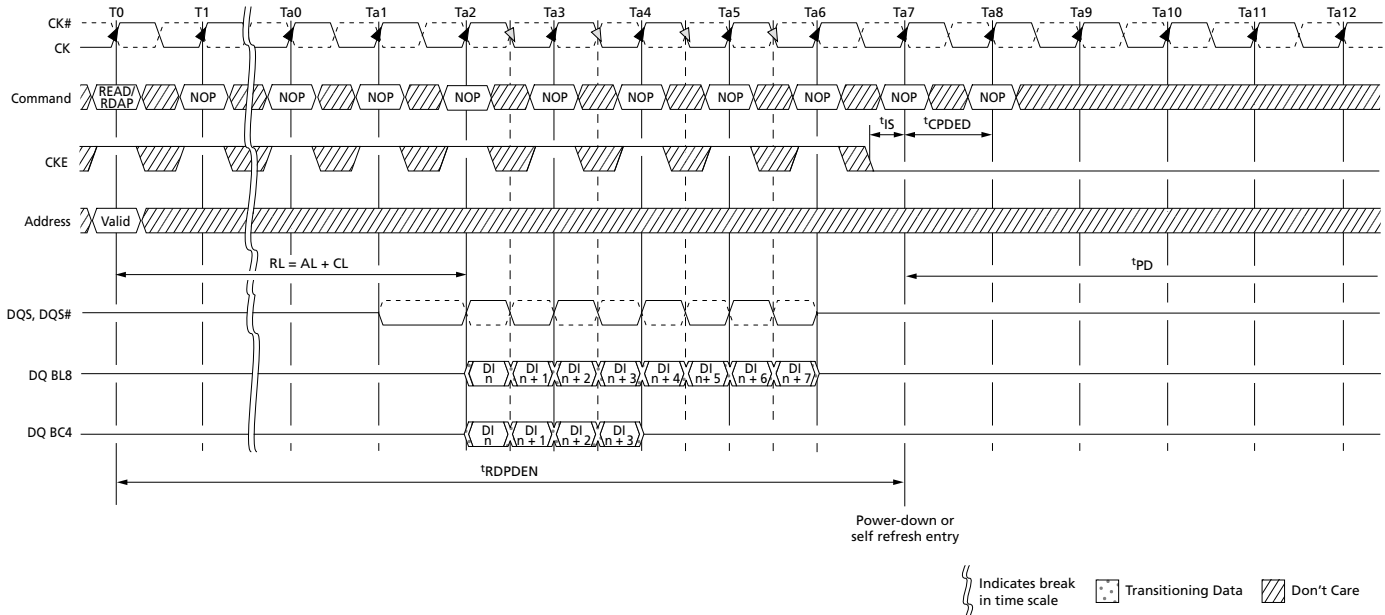 T0 T1 Ta0 Ta1 Ta2 Ta3 Ta4 Ta5 Ta6 Ta7 Ta8 Ta9 Ta10 Ta11 Ta12
CK#
CK
Command READ/RDAP NOP NOP NOP NOP NOP NOP NOP NOP NOP NOP
tIS tCPDED
CKE
Address Valid
RL = AL + CL tPD
DQS, DQS#
DQ BL8 DI n DI n + 1 DI n + 2 DI n + 3 DI n + 4 DI n + 5 DI n + 6 DI n + 7
DQ BC4 DI n DI n + 1 DI n + 2 DI n + 3
tRDPDEN
Power-down or
self refresh entry
Indicates break
in time scale
Transitioning Data
Don't Care